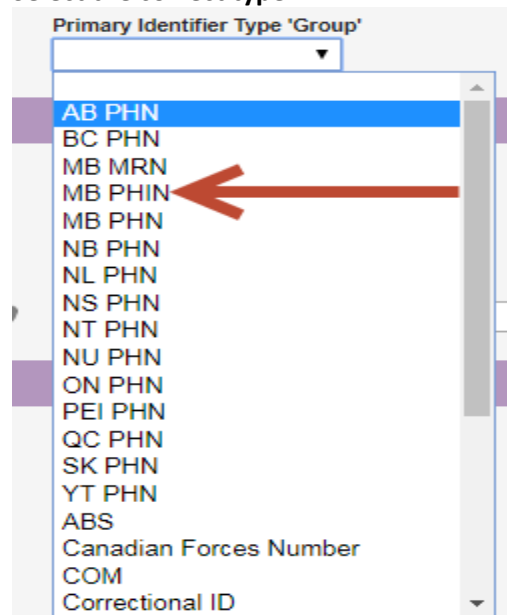 Primary Identifier Type 'Group'
AB PHN
BC PHN
MB MRN
MB PHIN
MB PHN
NB PHN
NL PHN
NS PHN
NT PHN
NU PHN
ON PHN
PEI PHN
QC PHN
SK PHN
YT PHN
ABS
Canadian Forces Number
COM
Correctional ID